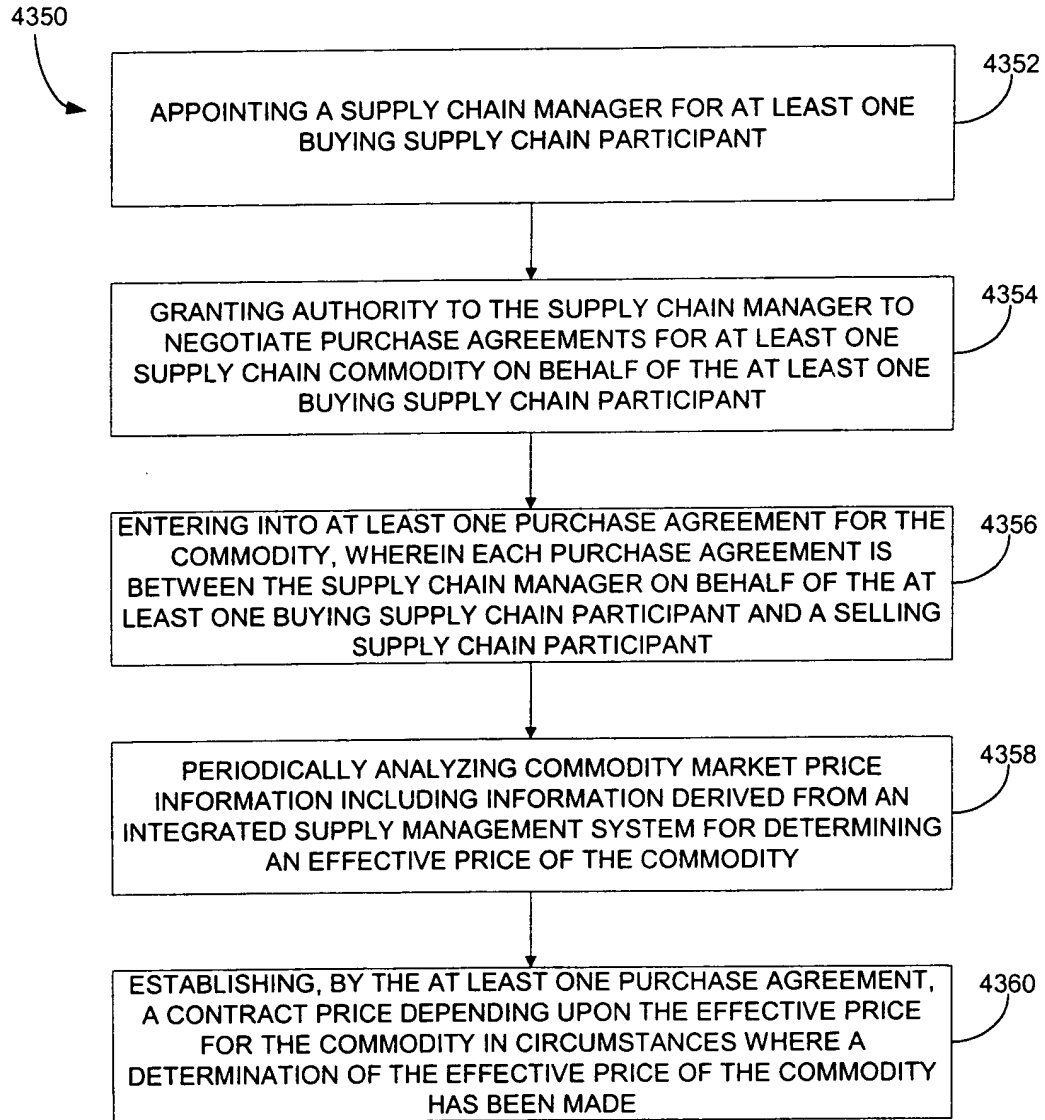 4350
4352
APPOINTING A SUPPLY CHAIN MANAGER FOR AT LEAST ONE
BUYING SUPPLY CHAIN PARTICIPANT
4354
GRANTING AUTHORITY TO THE SUPPLY CHAIN MANAGER TO
NEGOTIATE PURCHASE AGREEMENTS FOR AT LEAST ONE
SUPPLY CHAIN COMMODITY ON BEHALF OF THE AT LEAST ONE
BUYING SUPPLY CHAIN PARTICIPANT
4356
ENTERING INTO AT LEAST ONE PURCHASE AGREEMENT FOR THE
COMMODITY, WHEREIN EACH PURCHASE AGREEMENT IS
BETWEEN THE SUPPLY CHAIN MANAGER ON BEHALF OF THE AT
LEAST ONE BUYING SUPPLY CHAIN PARTICIPANT AND A SELLING
SUPPLY CHAIN PARTICIPANT
4358
PERIODICALLY ANALYZING COMMODITY MARKET PRICE
INFORMATION INCLUDING INFORMATION DERIVED FROM AN
INTEGRATED SUPPLY MANAGEMENT SYSTEM FOR DETERMINING
AN EFFECTIVE PRICE OF THE COMMODITY
4360
ESTABLISHING, BY THE AT LEAST ONE PURCHASE AGREEMENT,
A CONTRACT PRICE DEPENDING UPON THE EFFECTIVE PRICE
FOR THE COMMODITY IN CIRCUMSTANCES WHERE A
DETERMINATION OF THE EFFECTIVE PRICE OF THE COMMODITY
HAS BEEN MADE